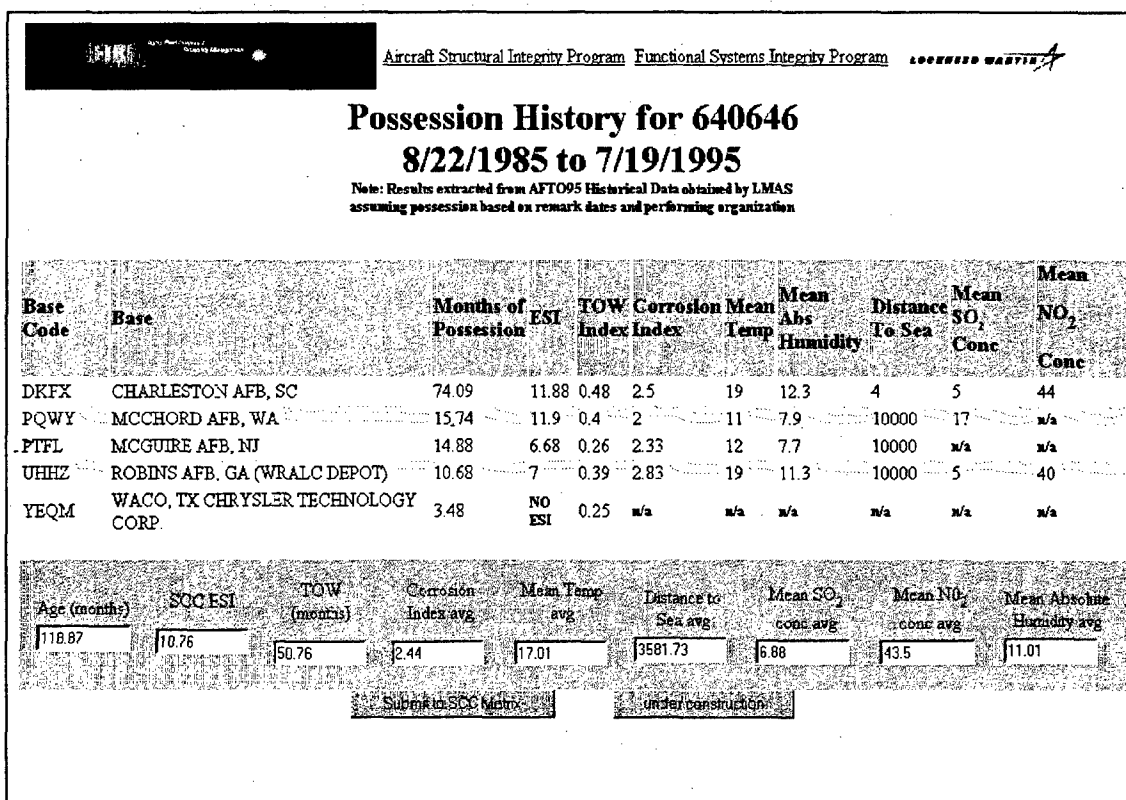 Aircraft Structural Integrity Program Functional Systems Integrity Program LOCKHEED MARTIN
Possession History for 640646
8/22/1985 to 7/19/1995
Note: Results extracted from AFTO95 Historical Data obtained by LMAS
assuming possession based on remark dates and performing organization
Base Code Base Months of Possession ESI TOW Index Corrosion Index Mean Temp Mean Abs Humidity Distance To Sea Mean SO2 Conc Mean NO2 Conc
DKFX CHARLESTON AFB, SC 74.09 11.88 0.48 2.5 19 12.3 4 5 44
PQWY MCCHORD AFB, WA 15.74 11.9 0.4 2 11 7.9 10000 17 n/a
PTFL MCGUIRE AFB, NJ 14.88 6.68 0.26 2.33 12 7.7 10000 n/a n/a
UHHZ ROBINS AFB, GA (WRALC DEPOT) 10.68 7 0.39 2.83 19 11.3 10000 5 40
YEQM WACO, TX CHRYSLER TECHNOLOGY CORP. 3.48 NO ESI 0.25 n/a n/a n/a n/a n/a n/a
Age (months) SCC ESI TOW (months) Corrosion Index avg Mean Temp avg Distance to Sea avg Mean SO2 conc avg Mean NO2 conc avg Mean Absolute Humidity avg
118.87 10.76 50.76 2.44 17.01 3581.73 6.88 43.5 11.01
Submit to SCC Matrix under construction